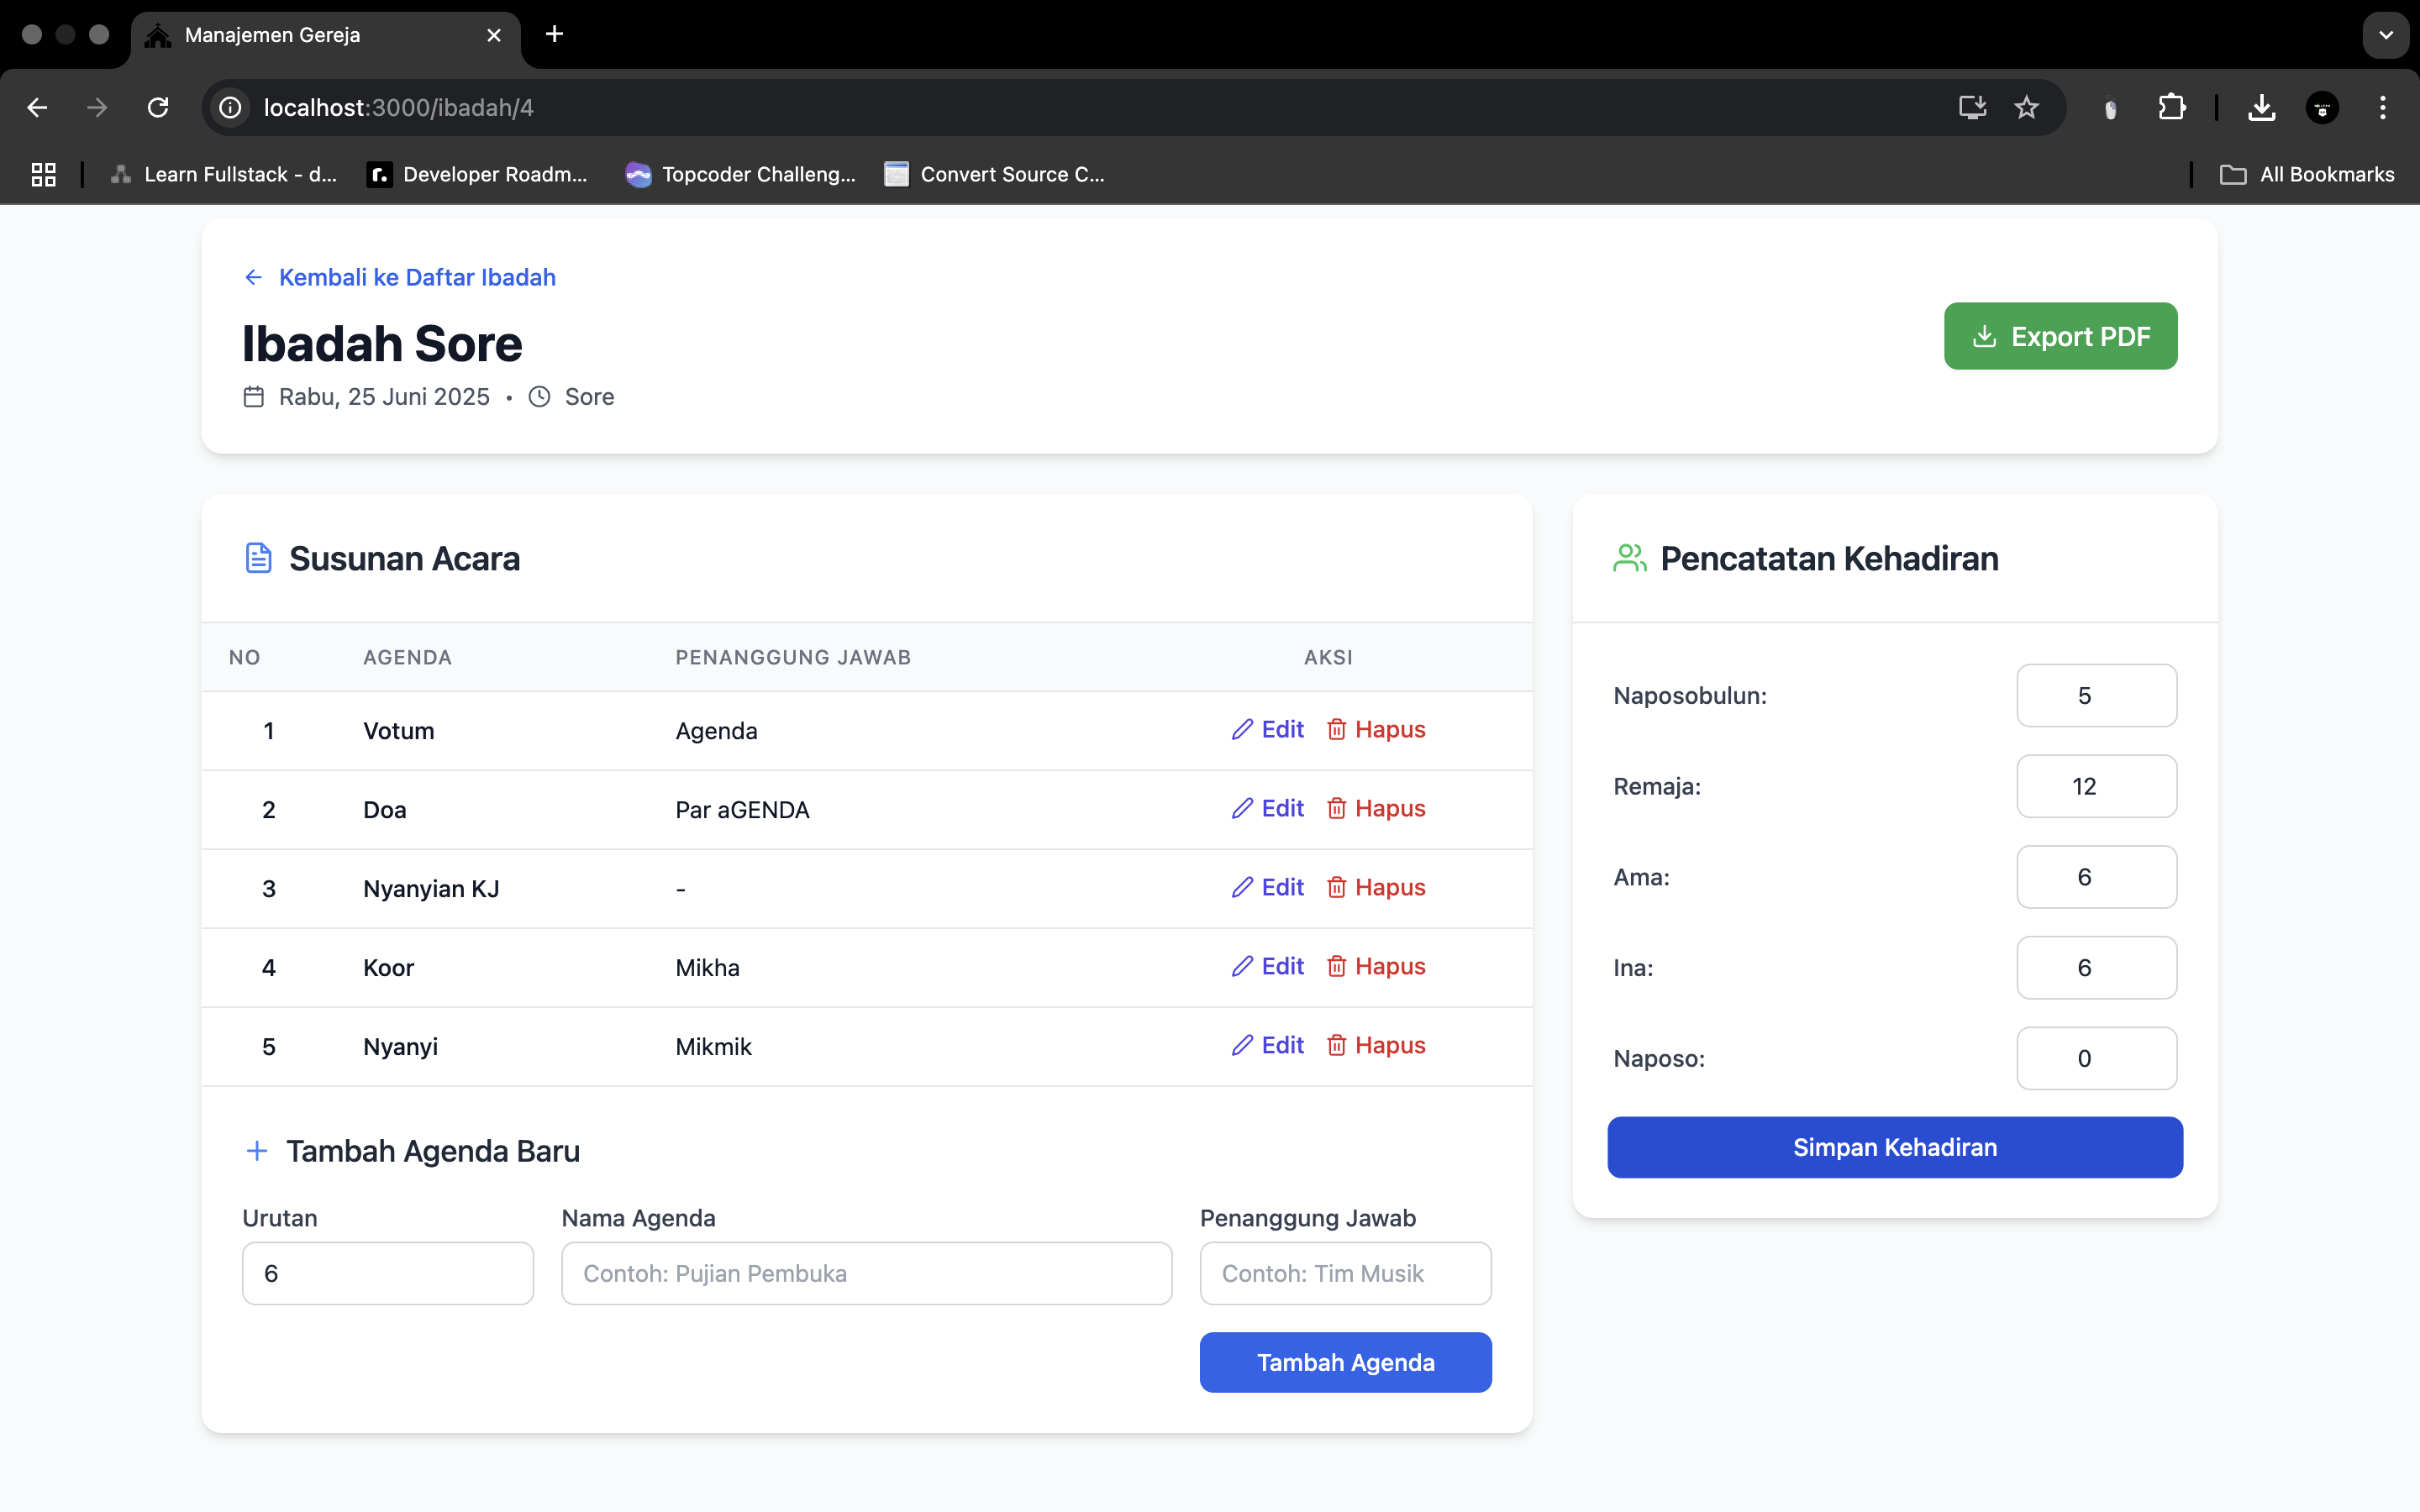 Manajemen Gereja
localhost:3000/ibadah/4
Learn Fullstack - d... Developer Roadm... Topcoder Challeng... Convert Source C... All Bookmarks
Kembali ke Daftar Ibadah
Ibadah Sore
Rabu, 25 Juni 2025 • Sore
Export PDF
Susunan Acara
NO AGENDA PENANGGUNG JAWAB AKSI
1 Votum Agenda Edit Hapus
2 Doa Par aGENDA Edit Hapus
3 Nyanyian KJ - Edit Hapus
4 Koor Mikha Edit Hapus
5 Nyanyi Mikmik Edit Hapus
Tambah Agenda Baru
Urutan Nama Agenda Penanggung Jawab
6 Contoh: Pujian Pembuka Contoh: Tim Musik
Tambah Agenda
Pencatatan Kehadiran
Naposobulun: 5
Remaja: 12
Ama: 6
Ina: 6
Naposo: 0
Simpan Kehadiran